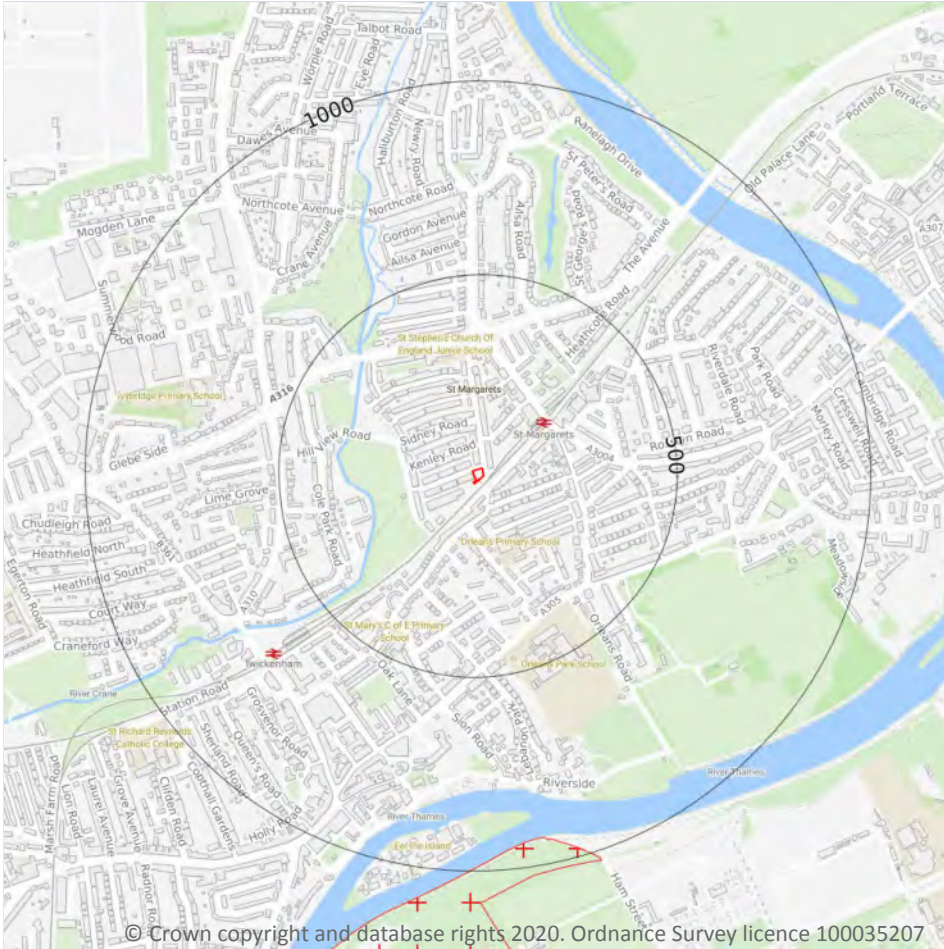 Talbot Road
Worple Road
Eve Road
1000
Dawes Avenue
Haliburton Road
Newry Road
Ranelagh Drive
Portland Terrace
Old Palace Lane
St Peter's Road
Northcote Road
Northcote Avenue
Gordon Avenue
Ailsa Avenue
Ailsa Road
St George's Road
The Avenue
A307
Mogden Lane
Crane Avenue
Summerwood Road
Heathcote Road
St Stephen's Church Of
England Junior School
St Margarets
Ivybridge Primary School
A316
Park Road
Riverdale Road
Cambridge Road
Cresswell Road
Morley Road
Hill View Road
Sidney Road
St Margarets
A3004
Rosslyn Road
500
Glebe Side
Kenley Road
Lime Grove
Cole Park Road
Chudleigh Road
Heathfield North
Heathfield South
B361
Egerton Road
Court Way
A310
Craneford Way
Orleans Primary School
A305
Orleans Road
St Mary's C of E Primary
School
Orleans Park School
Twickenham
Oak Lane
River Crane
Station Road
Grosvenor Road
Queen's Road
Sherland Road
Copthall Gardens
St Richard Reynolds
Catholic College
Sion Road
Lebanon Park
Riverside
River Thames
Marsh Farm Road
Lion Road
Laurel Avenue
Grove Avenue
Clifden Road
Radnor Road
Holly Road
River Thames
Eel Pie Island
Ham Street
© Crown copyright and database rights 2020. Ordnance Survey licence 100035207